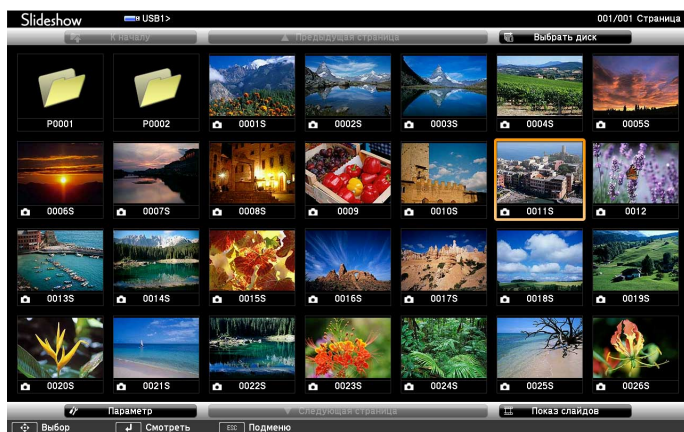 Slideshow USB1> 001/001 Страница
К началу Предыдущая страница Выбрать диск
P0001 P0002 0001S 0002S 0003S 0004S 0005S
0006S 0007S 0008S 0009 0010S 0011S 0012
0013S 0014S 0015S 0016S 0017S 0018S 0019S
0020S 0021S 0022S 0023S 0024S 0025S 0026S
Параметр Следующая страница Показ слайдов
Выбор Смотреть ESC Подменю